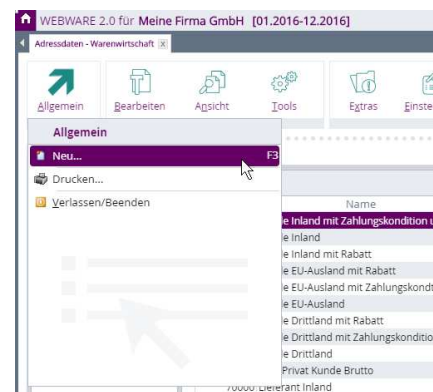 WEBWARE 2.0 für Meine Firma GmbH [01.2016-12.2016]
Adressdaten - Warenwirtschaft x
Allgemein Bearbeiten Ansicht Tools Extras Einste
Allgemein
Neu... F3
Drucken...
Verlassen/Beenden
Name
e Inland mit Zahlungskondition u
e Inland
e Inland mit Rabatt
e EU-Ausland mit Rabatt
e EU-Ausland mit Zahlungskondt
e EU-Ausland
e Drittland mit Rabatt
e Drittland mit Zahlungskonditio
e Drittland
Privat Kunde Brutto
70000 Lieferant Inland